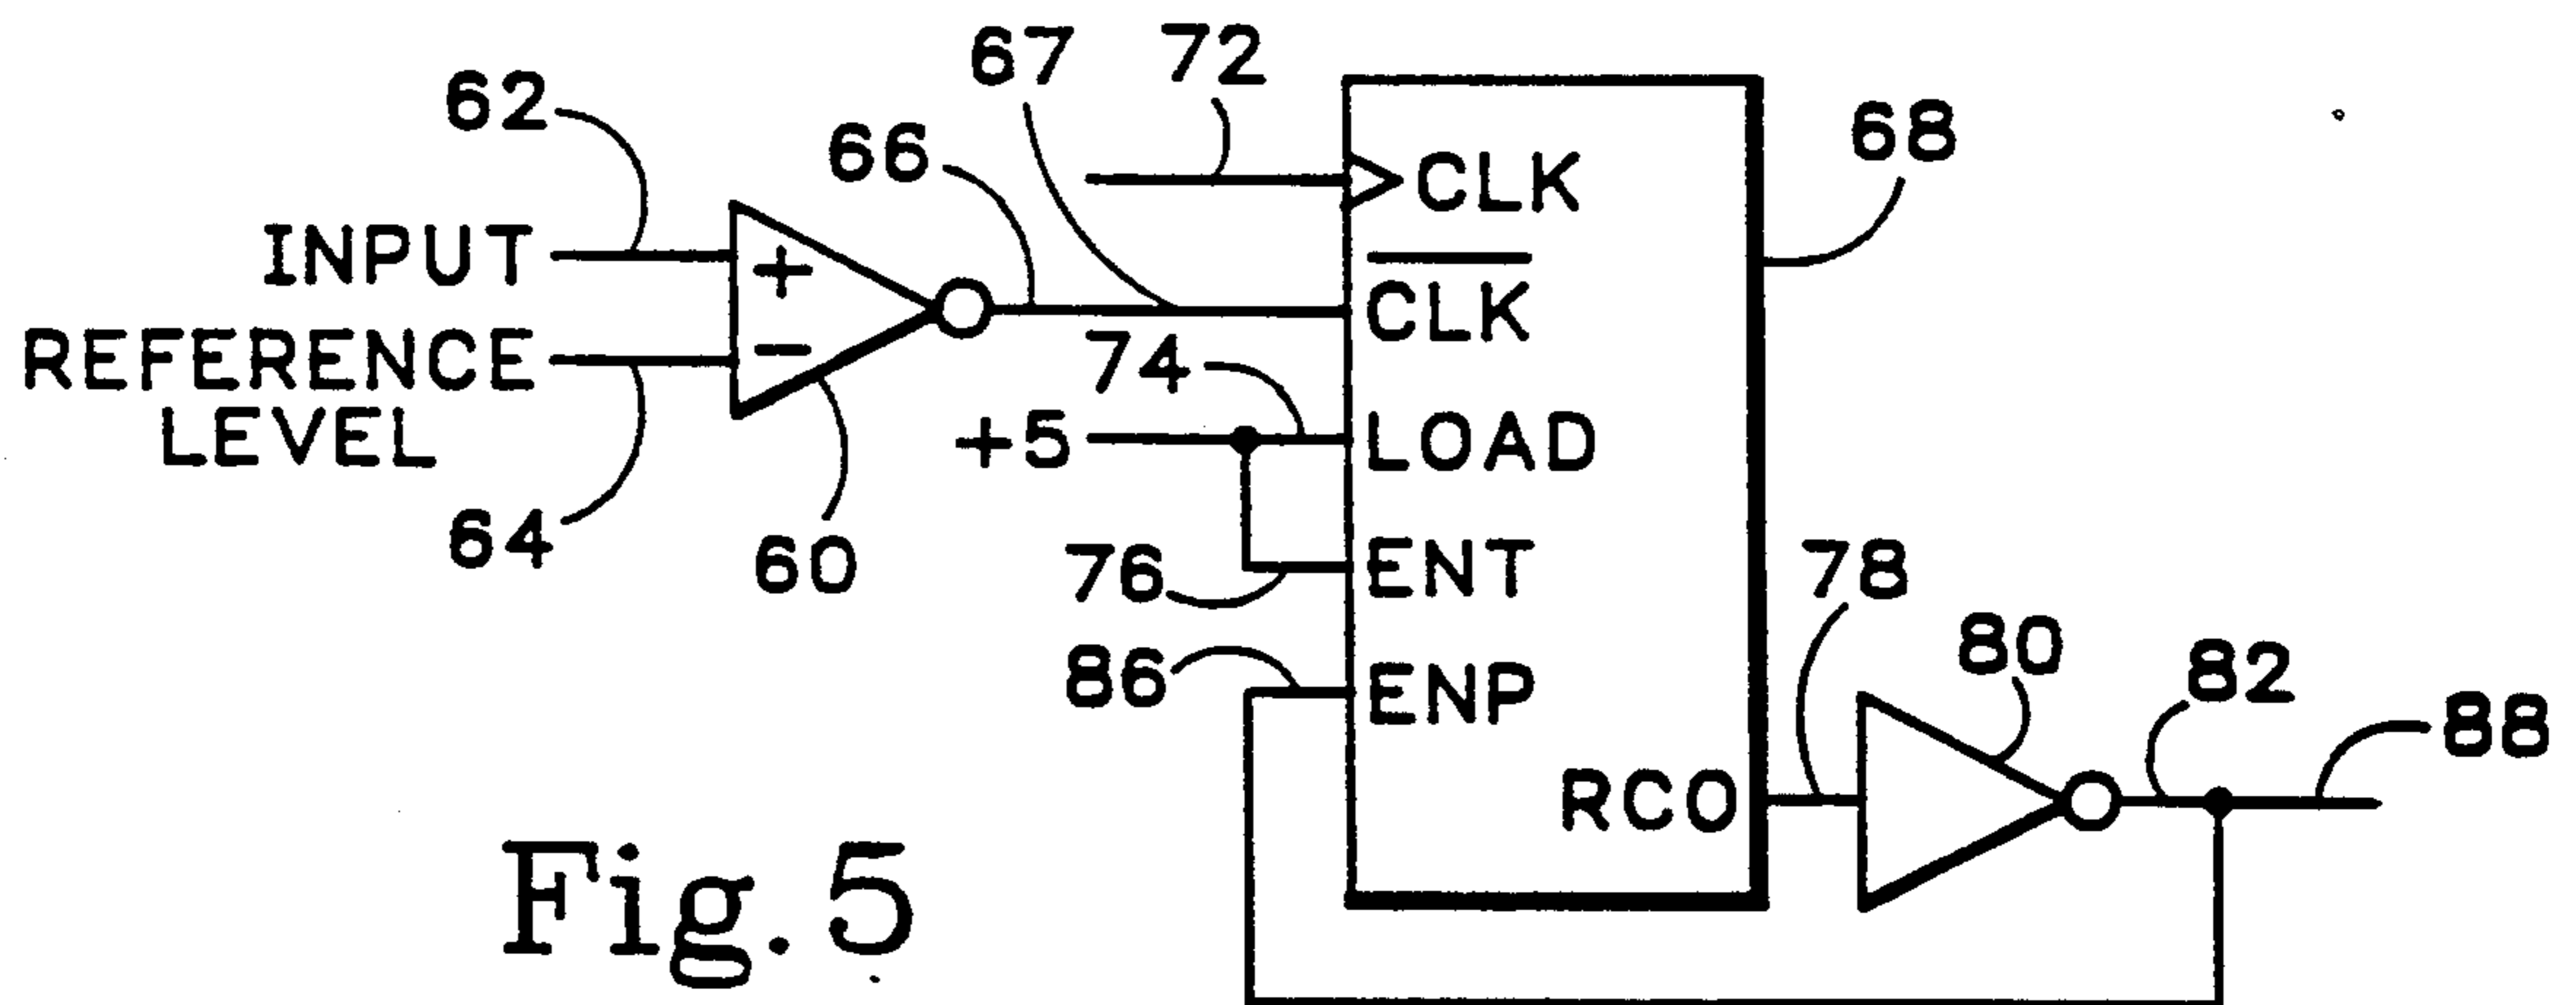 67 72
62
66
68
CLK
INPUT
+
C̅L̅K̅
REFERENCE
LEVEL
−
74
+5
LOAD
64
60
76
ENT
78
86
ENP
80
82
88
RCO
Fig. 5